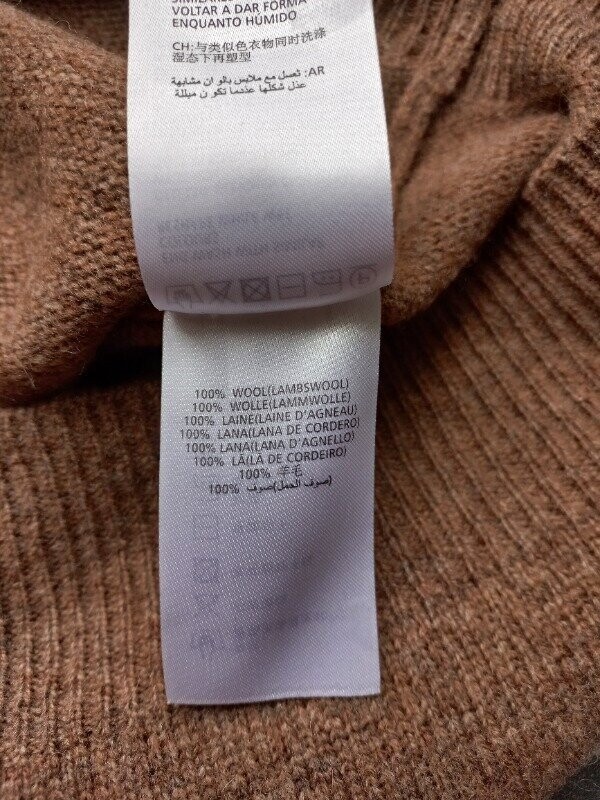 VOLTAR A DAR FORMA
ENQUANTO HÚMIDO
CH:与类似色衣物同时洗涤
湿态下再塑型
AR: تغسل مع ملابس بالوان مشابهة
عدل شكلها عندما تكون مبللة
100% WOOL(LAMBSWOOL)
100% WOLLE(LAMMWOLLE)
100% LAINE(LAINE D'AGNEAU)
100% LANA(LANA DE CORDERO)
100% LANA(LANA D'AGNELLO)
100% LÃ(LÃ DE CORDEIRO)
100% 羊毛
100% صوف(صوف الحمل)